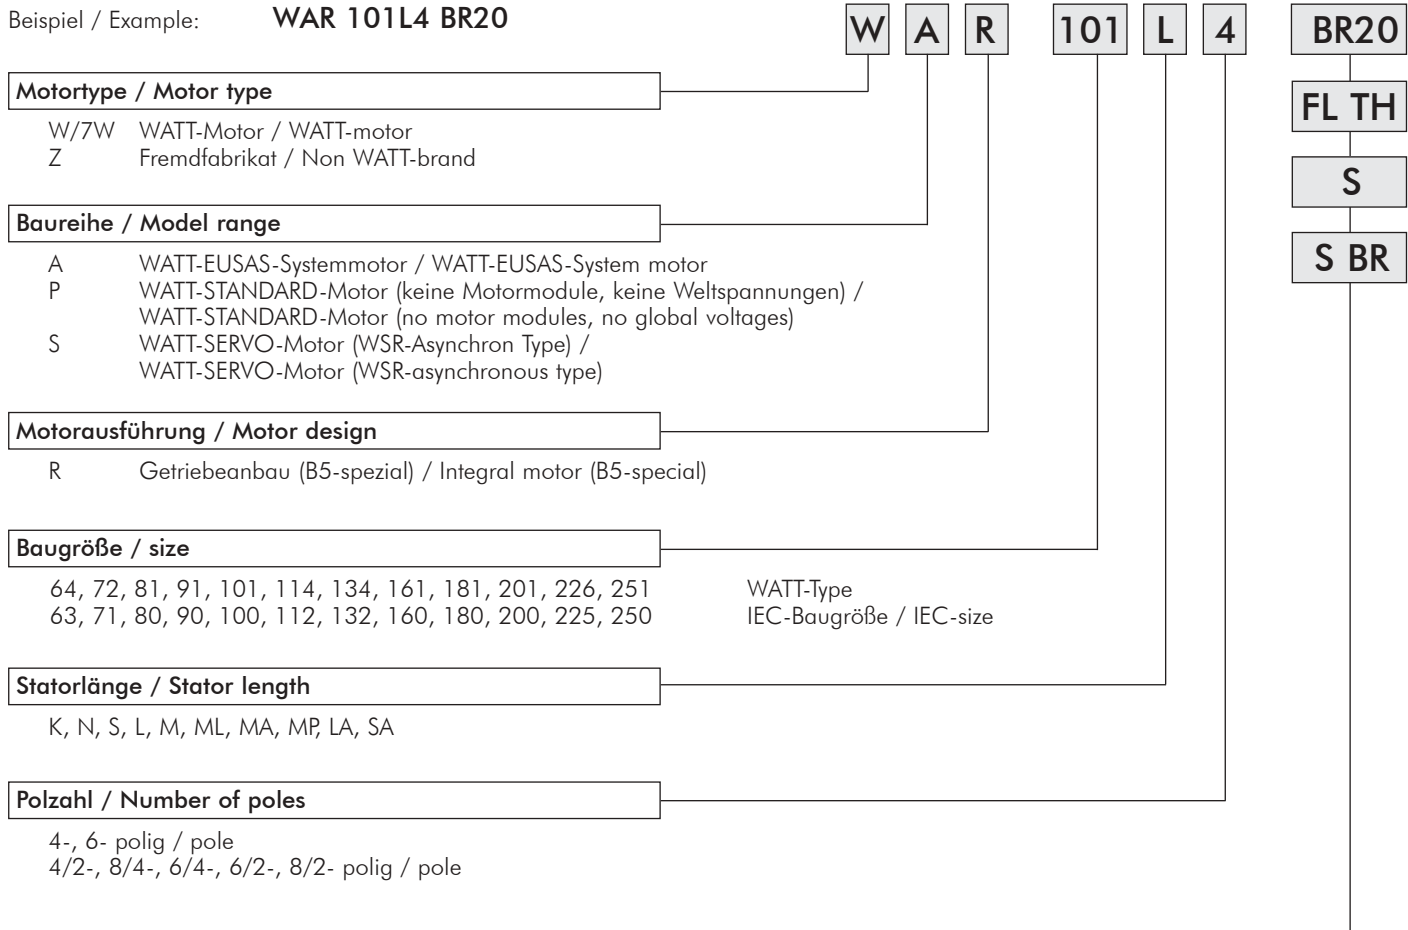 Beispiel / Example: WAR 101L4 BR20
W A R 101 L 4 BR20
FL TH
S
S BR
Motortype / Motor type
W/7W WATT-Motor / WATT-motor
Z Fremdfabrikat / Non WATT-brand
Baureihe / Model range
A WATT-EUSAS-Systemmotor / WATT-EUSAS-System motor
P WATT-STANDARD-Motor (keine Motormodule, keine Weltspannungen) /
WATT-STANDARD-Motor (no motor modules, no global voltages)
S WATT-SERVO-Motor (WSR-Asynchron Type) /
WATT-SERVO-Motor (WSR-asynchronous type)
Motorausführung / Motor design
R Getriebeanbau (B5-spezial) / Integral motor (B5-special)
Baugröße / size
64, 72, 81, 91, 101, 114, 134, 161, 181, 201, 226, 251 WATT-Type
63, 71, 80, 90, 100, 112, 132, 160, 180, 200, 225, 250 IEC-Baugröße / IEC-size
Statorlänge / Stator length
K, N, S, L, M, ML, MA, MP, LA, SA
Polzahl / Number of poles
4-, 6- polig / pole
4/2-, 8/4-, 6/4-, 6/2-, 8/2- polig / pole